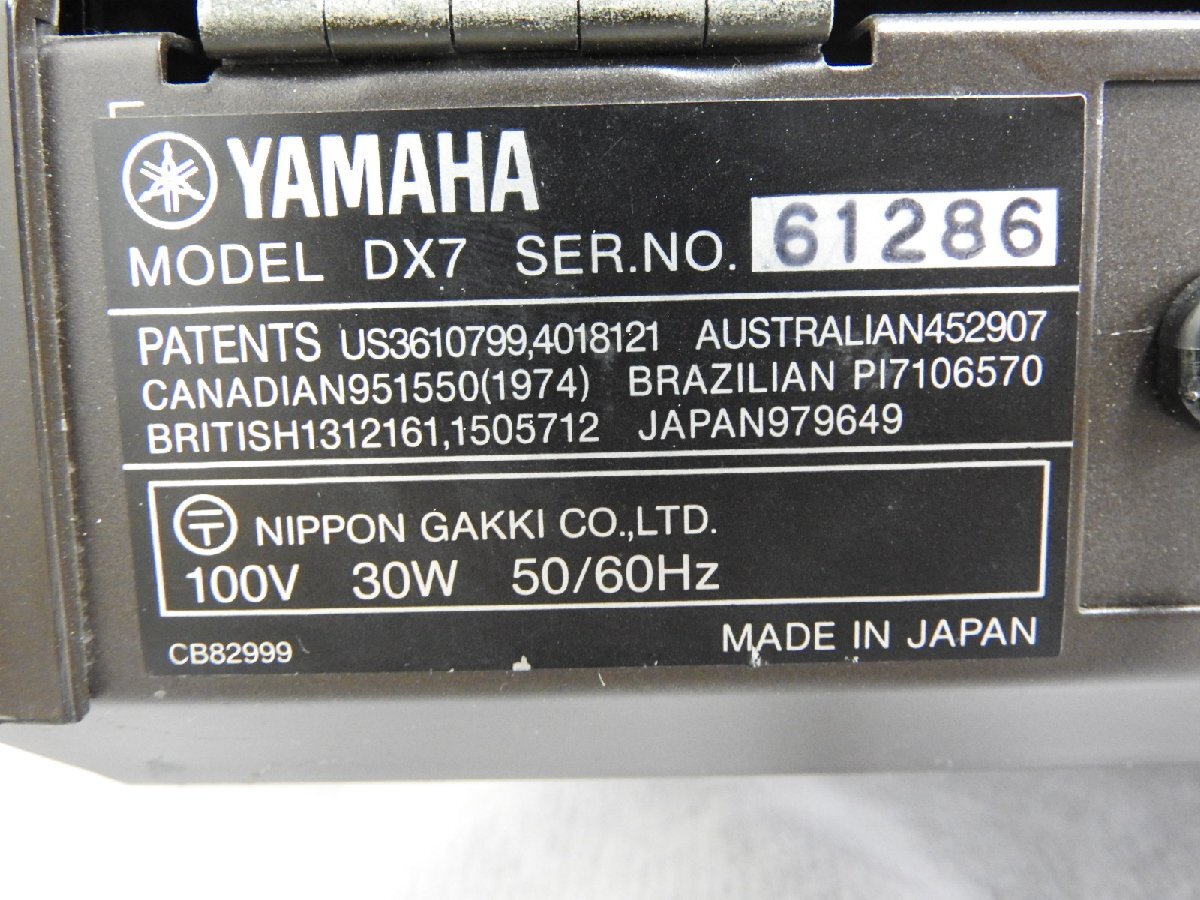 YAMAHA
MODEL DX7 SER.NO. 61286
PATENTS US3610799,4018121 AUSTRALIAN452907
CANADIAN951550(1974) BRAZILIAN PI7106570
BRITISH1312161,1505712 JAPAN979649
〒 NIPPON GAKKI CO.,LTD.
100V 30W 50/60Hz
CB82999 MADE IN JAPAN